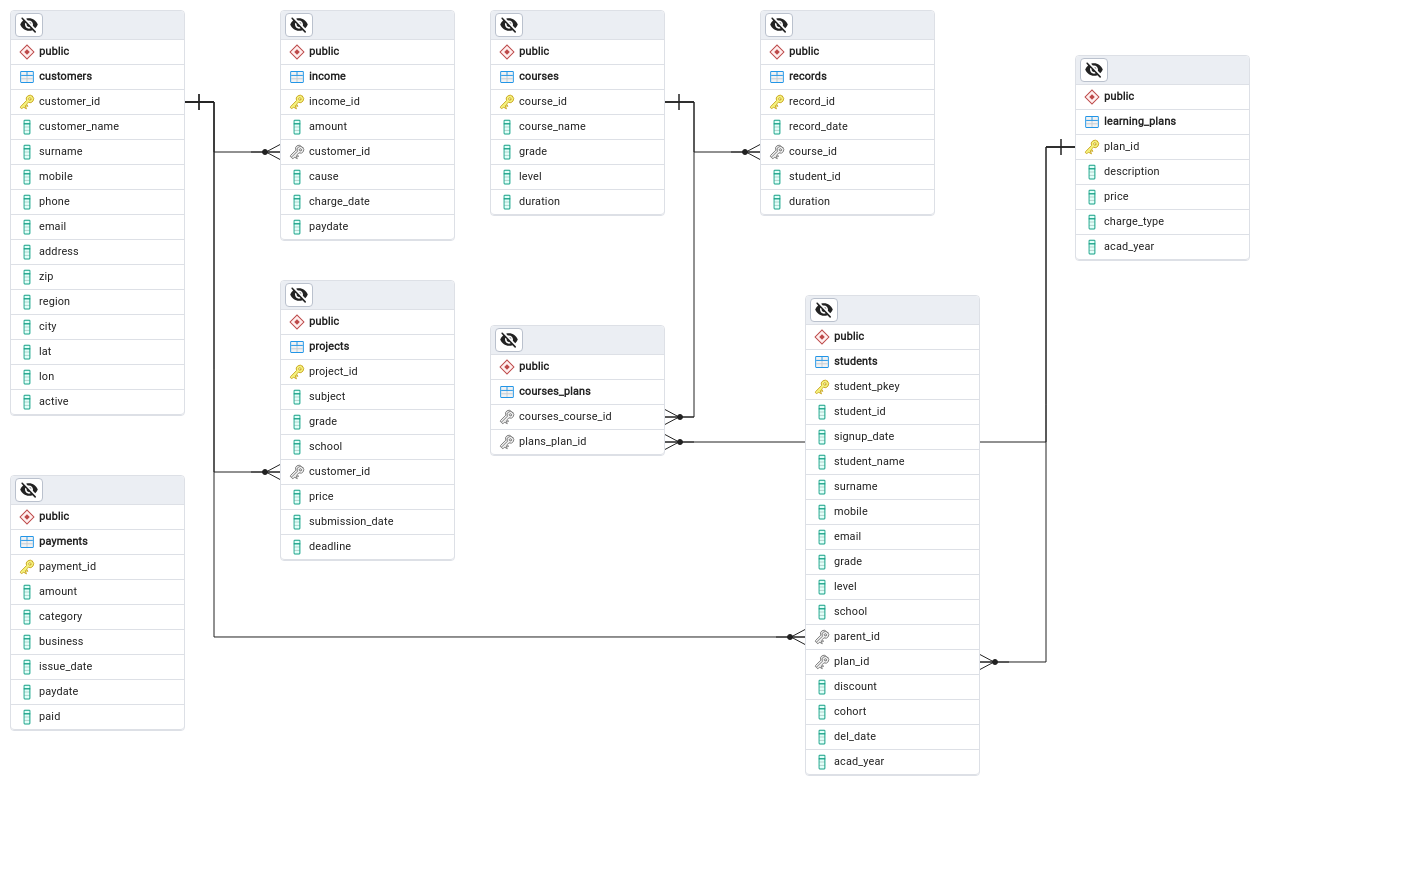 public
customers
customer_id
customer_name
surname
mobile
phone
email
address
zip
region
city
lat
lon
active
public
income
income_id
amount
customer_id
cause
charge_date
paydate
public
courses
course_id
course_name
grade
level
duration
public
records
record_id
record_date
course_id
student_id
duration
public
learning_plans
plan_id
description
price
charge_type
acad_year
public
projects
project_id
subject
grade
school
customer_id
price
submission_date
deadline
public
courses_plans
courses_course_id
plans_plan_id
public
students
student_pkey
student_id
signup_date
student_name
surname
mobile
email
grade
level
school
parent_id
plan_id
discount
cohort
del_date
acad_year
public
payments
payment_id
amount
category
business
issue_date
paydate
paid